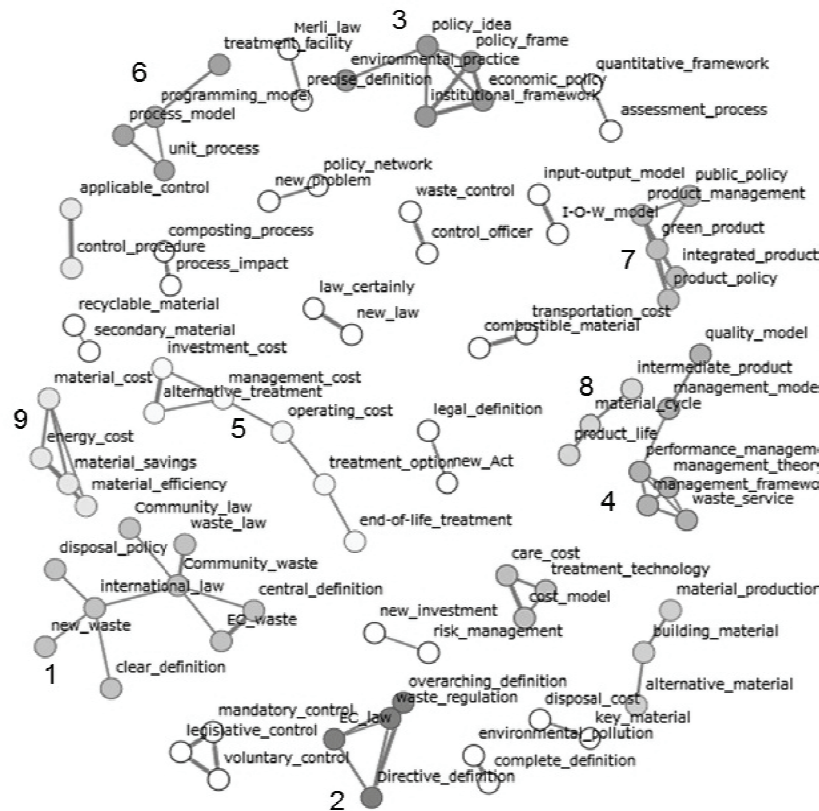 Merli_law
3
policy_idea
treatment_facility
policy_frame
6
environmental_practice
quantitative_framework
programming_model
precise_definition
economic_policy
process_model
institutional_framework
assessment_process
unit_process
policy_network
input-output_model
public_policy
applicable_control
new_problem
waste_control
product_management
I-O-W_model
green_product
composting_process
control_officer
control_procedure
7
integrated_product
process_impact
product_policy
recyclable_material
law_certainly
transportation_cost
secondary_material
new_law
combustible_material
quality_model
investment_cost
intermediate_product
material_cost
management_cost
8
management_mode
alternative_treatment
legal_definition
material_cycle
9
operating_cost
product_life
energy_cost
5
performance_manageme
material_savings
treatment_option
new_Act
management_theory
material_efficiency
management_framewo
4
waste_service
Community_law
waste_law
end-of-life_treatment
disposal_policy
Community_waste
care_cost
treatment_technology
international_law
central_definition
material_production
new_waste
EC_waste
new_investment
cost_model
1
risk_management
building_material
clear_definition
overarching_definition
alternative_material
mandatory_control
waste_regulation
disposal_cost
legislative_control
EC_law
key_material
environmental_pollution
voluntary_control
complete_definition
Directive_definition
2